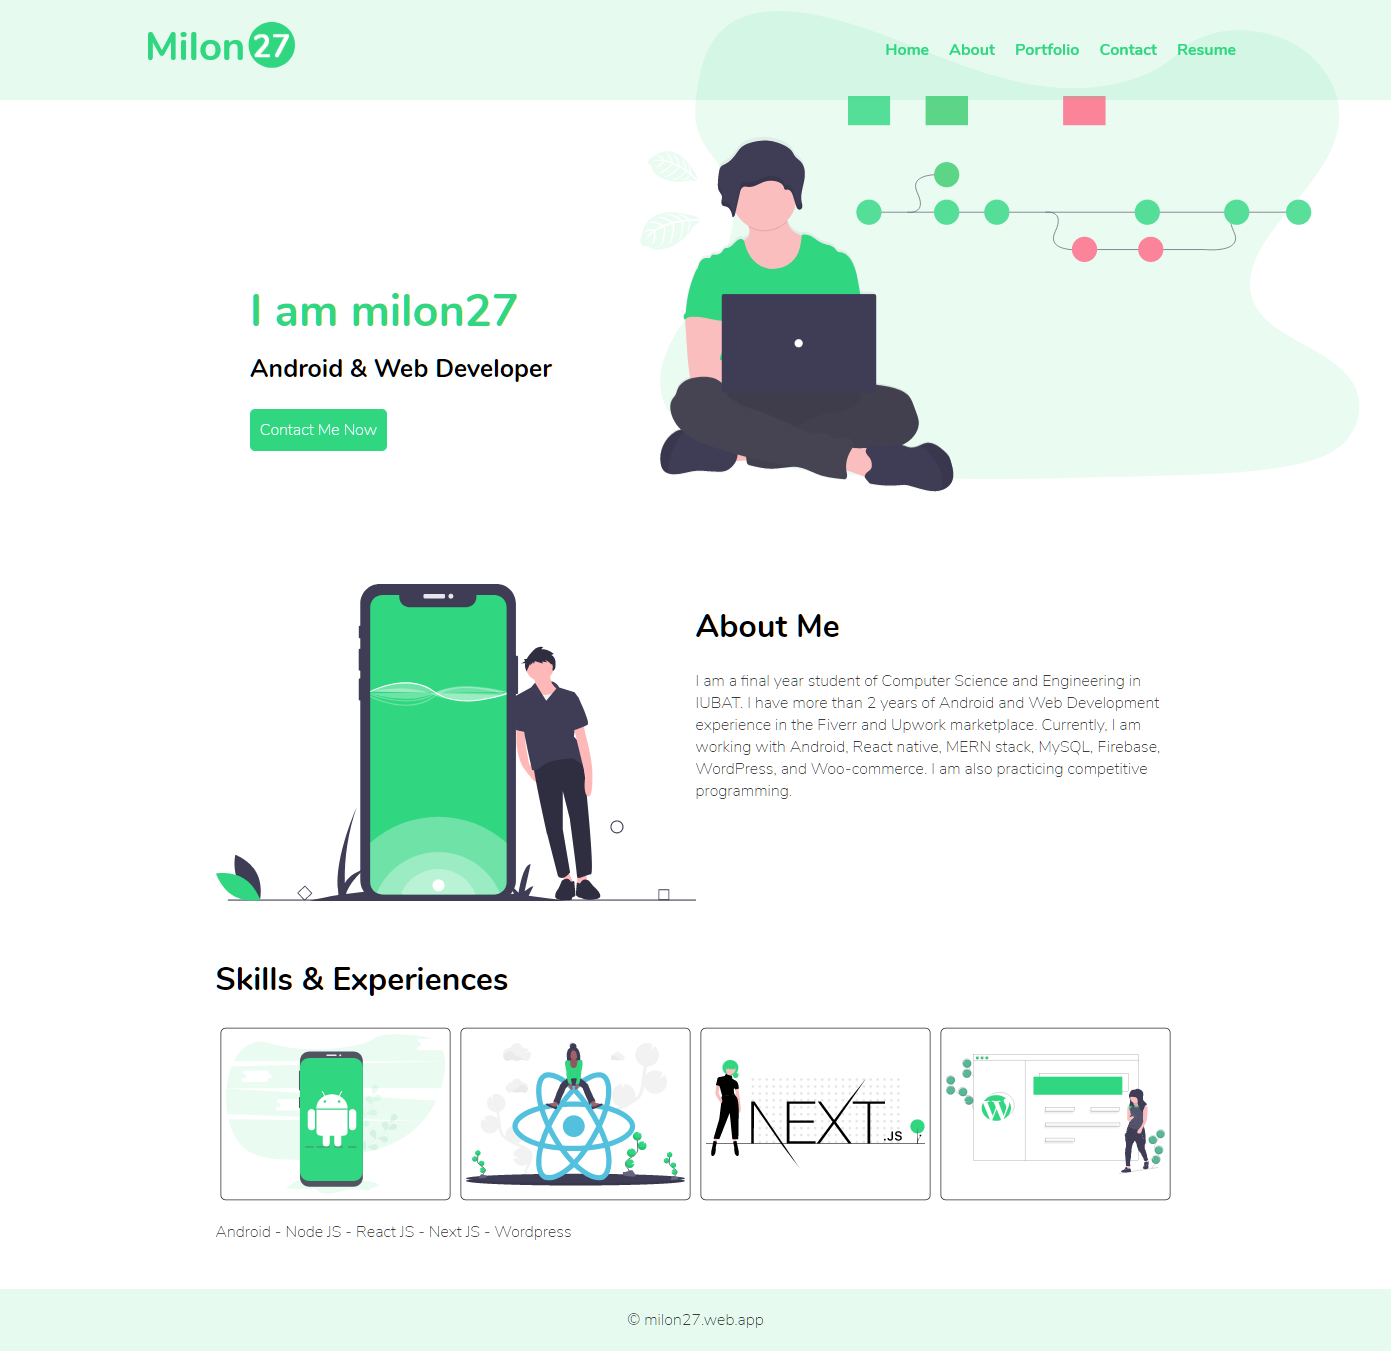 Milon 27
Home About Portfolio Contact Resume
I am milon27
Android & Web Developer
Contact Me Now
About Me
I am a final year student of Computer Science and Engineering in
IUBAT. I have more than 2 years of Android and Web Development
experience in the Fiverr and Upwork marketplace. Currently, I am
working with Android, React native, MERN stack, MySQL, Firebase,
WordPress, and Woo-commerce. I am also practicing competitive
programming.
Skills & Experiences
NEXT.JS
Android - Node JS - React JS - Next JS - Wordpress
© milon27.web.app